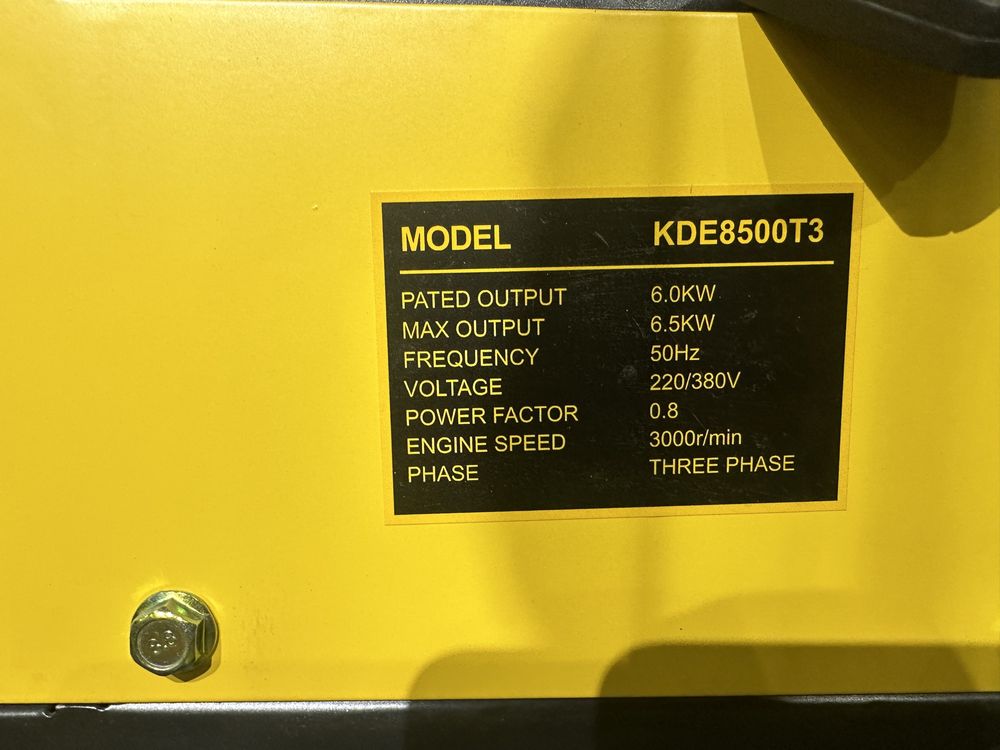 MODEL KDE8500T3
PATED OUTPUT 6.0KW
MAX OUTPUT 6.5KW
FREQUENCY 50Hz
VOLTAGE 220/380V
POWER FACTOR 0.8
ENGINE SPEED 3000r/min
PHASE THREE PHASE